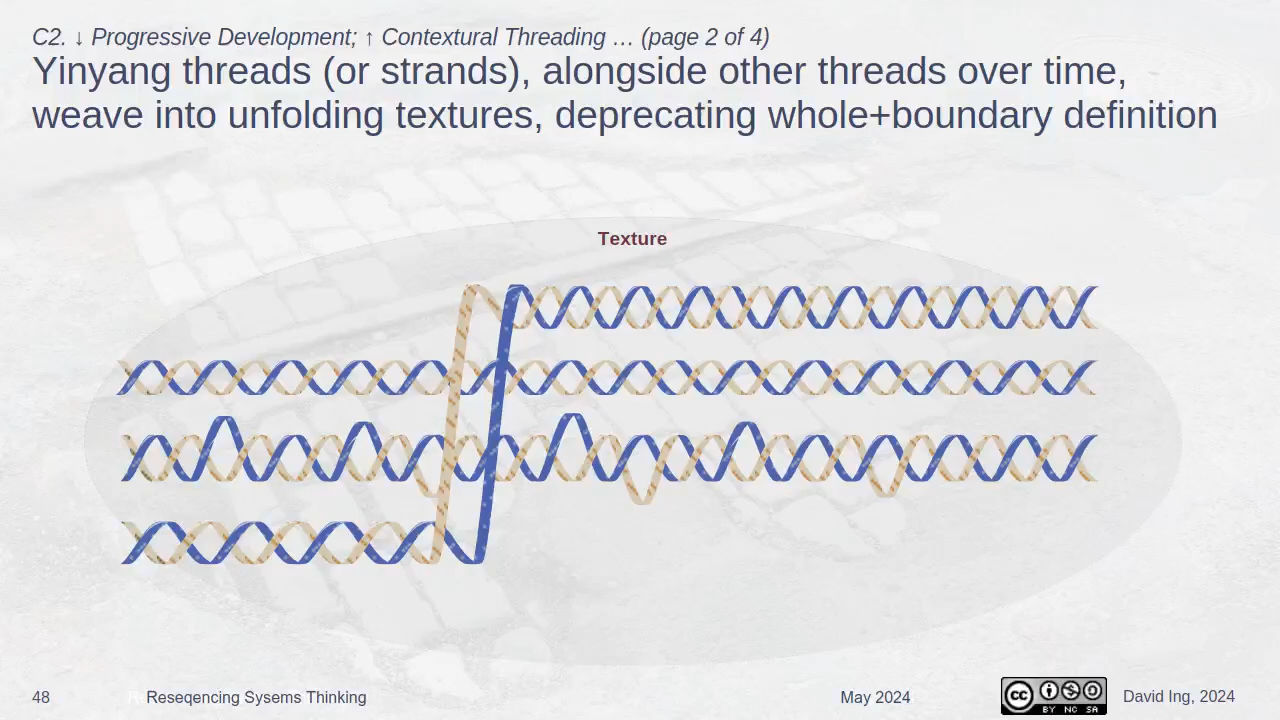 C2. ↓ Progressive Development; ↑ Contextural Threading … (page 2 of 4)
Yinyang threads (or strands), alongside other threads over time,
weave into unfolding textures, deprecating whole+boundary definition
Texture
48
Reseqencing Sysems Thinking
May 2024
cc
BY NC SA
David Ing, 2024